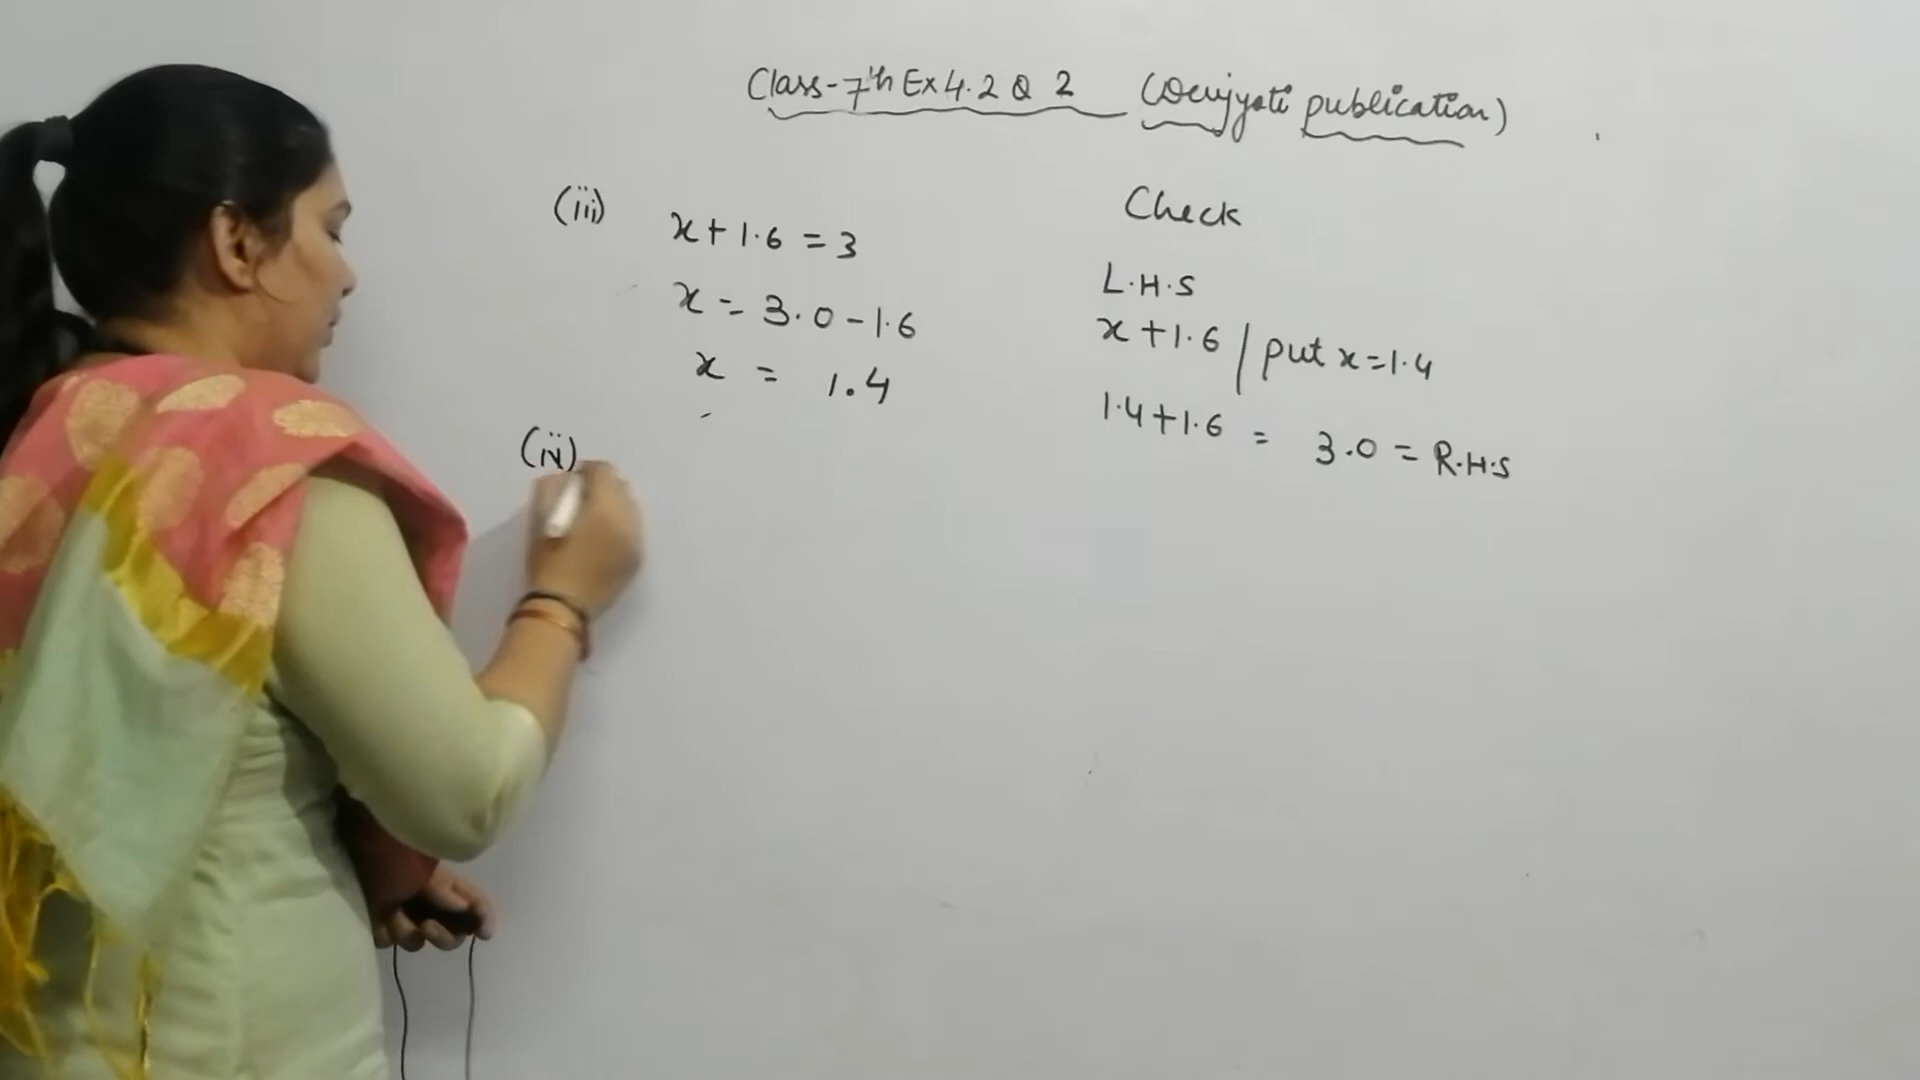 Class-7th Ex 4.2 Q 2 publication)
(iii) x+1.6 = 3
x = 3.0-1.6
x = 1.4
(iv)
Check
L.H.S
x+1.6 / put x=1.4
1.4+1.6 = 3.0 = R.H.S